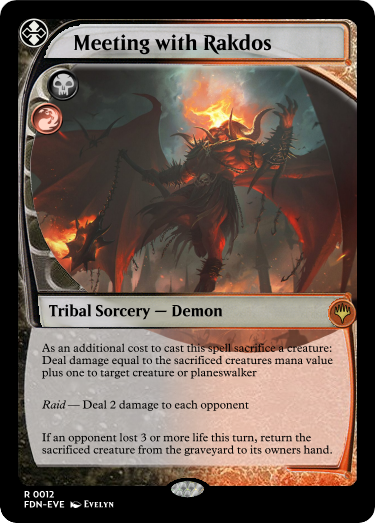 Meeting with Rakdos
Tribal Sorcery — Demon
As an additional cost to cast this spell sacrifice a creature:
Deal damage equal to the sacrificed creatures mana value
plus one to target creature or planeswalker
Raid — Deal 2 damage to each opponent
If an opponent lost 3 or more life this turn, return the
sacrificed creature from the graveyard to its owners hand.
R 0012
FDN-EVE Evelyn